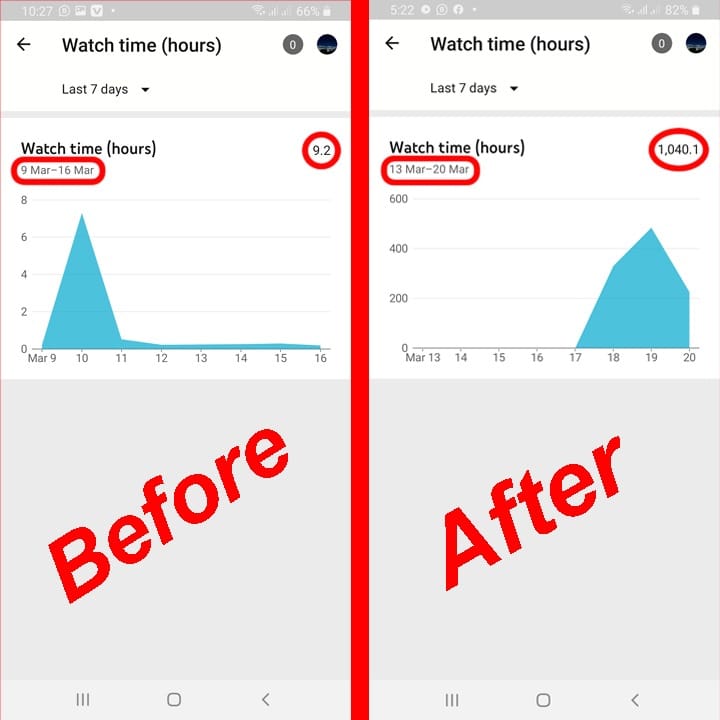 10:27 66%
Watch time (hours) 0
Last 7 days
Watch time (hours) 9.2
9 Mar–16 Mar
8
6
4
2
0
Mar 9 10 11 12 13 14 15 16
Before
5:22 82%
Watch time (hours) 0
Last 7 days
Watch time (hours) 1,040.1
13 Mar–20 Mar
600
400
200
0
Mar 13 14 15 16 17 18 19 20
After